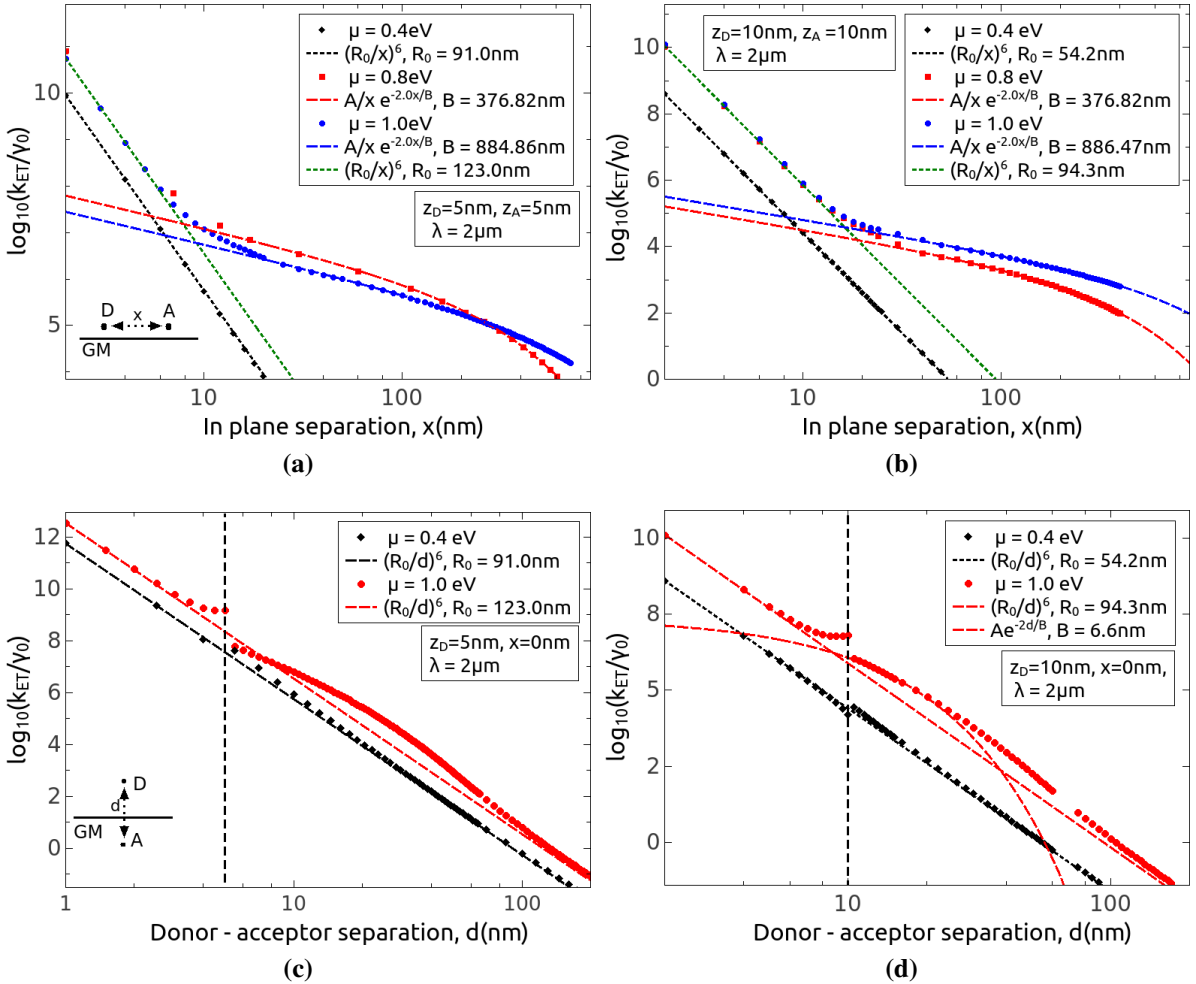 log₁₀(k_ET/γ₀)
10
5
μ = 0.4eV
(R₀/x)⁶, R₀ = 91.0nm
μ = 0.8eV
A/x e^-2.0x/B, B = 376.82nm
μ = 1.0eV
A/x e^-2.0x/B, B = 884.86nm
(R₀/x)⁶, R₀ = 123.0nm
z_D=5nm, z_A=5nm
λ = 2μm
D x A
GM
10 100
In plane separation, x(nm)
(a)
log₁₀(k_ET/γ₀)
10
8
6
4
2
0
z_D=10nm, z_A =10nm
λ = 2μm
μ = 0.4 eV
(R₀/x)⁶, R₀ = 54.2nm
μ = 0.8 eV
A/x e^-2.0x/B, B = 376.82nm
μ = 1.0 eV
A/x e^-2.0x/B, B = 886.47nm
(R₀/x)⁶, R₀ = 94.3nm
10 100
In plane separation, x(nm)
(b)
log₁₀(k_ET/γ₀)
12
10
8
6
4
2
0
μ = 0.4 eV
(R₀/d)⁶, R₀ = 91.0nm
μ = 1.0 eV
(R₀/d)⁶, R₀ = 123.0nm
z_D=5nm, x=0nm
λ = 2μm
D
d
GM
A
1 10 100
Donor - acceptor separation, d(nm)
(c)
log₁₀(k_ET/γ₀)
10
8
5
2
0
μ = 0.4 eV
(R₀/d)⁶, R₀ = 54.2nm
μ = 1.0 eV
(R₀/d)⁶, R₀ = 94.3nm
Ae^-2d/B, B = 6.6nm
z_D=10nm, x=0nm,
λ = 2μm
10 100
Donor - acceptor separation, d(nm)
(d)